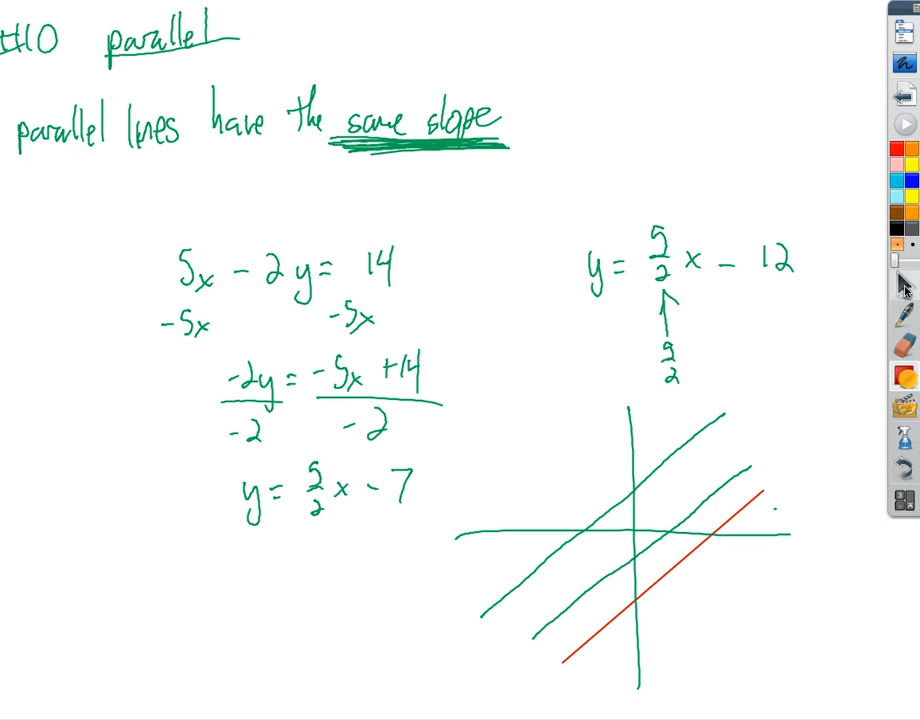 #10 parallel
parallel lines have the same slope
5x - 2y = 14
-5x -5x
-2y = -5x +14
-2 -2
y = 5/2 x - 7
y = 5/2 x - 12
5/2